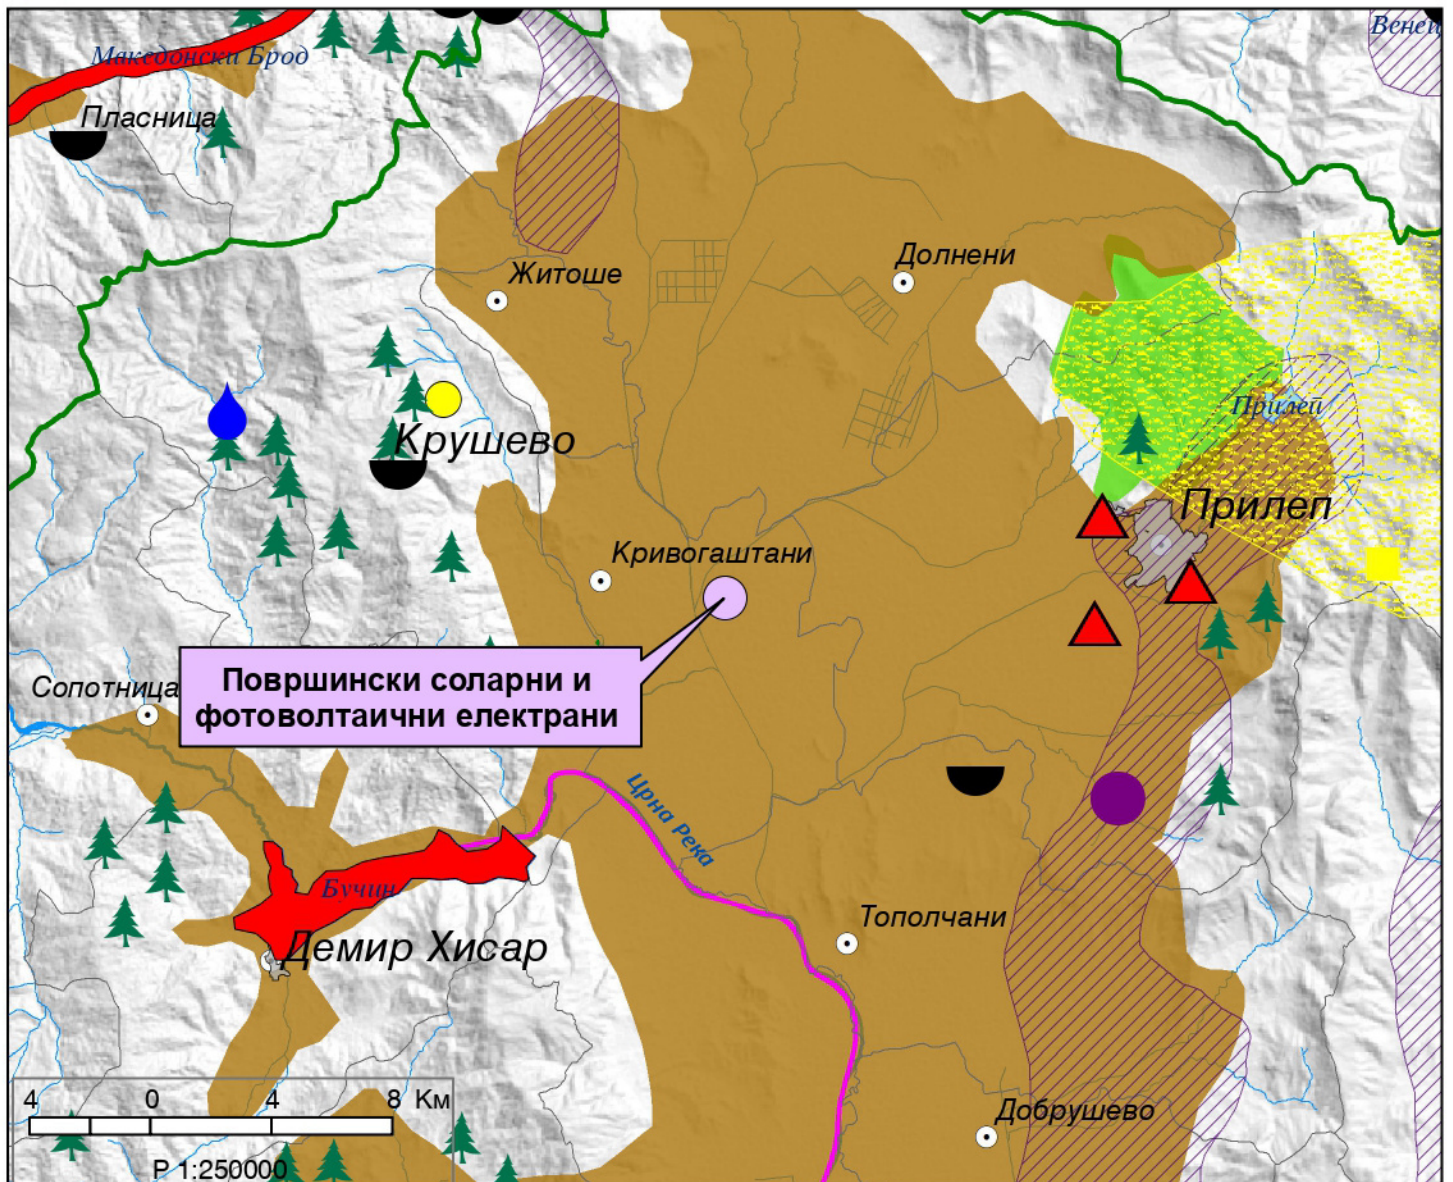 Венец
Македонски Брод
Пласница
Долнени
Житоше
Прилеп
Крушево
Прилеп
Кривогаштани
Површински соларни и
фотоволтаични електрани
Сопотница
Црна Река
Бучин
Тополчани
Демир Хисар
4 0 4 8 Км
Добрушево
Р 1:250000